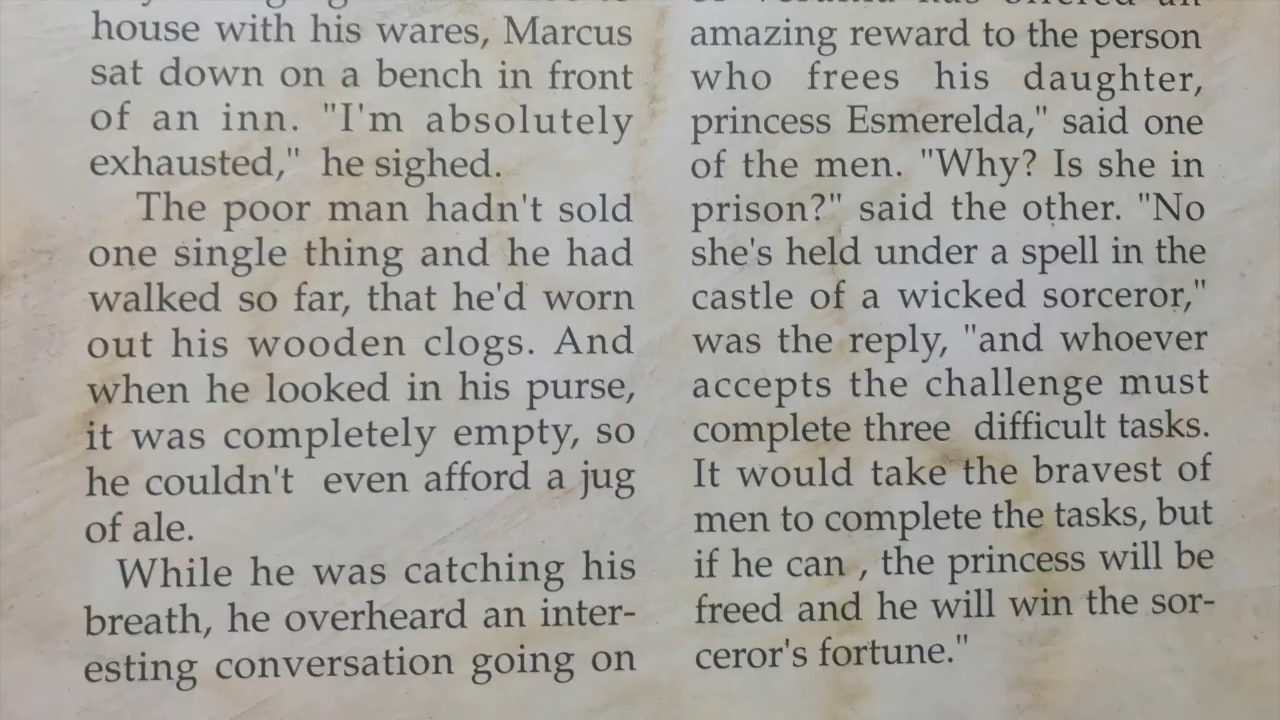 house with his wares, Marcus
sat down on a bench in front
of an inn. "I'm absolutely
exhausted," he sighed.
The poor man hadn't sold
one single thing and he had
walked so far, that he'd worn
out his wooden clogs. And
when he looked in his purse,
it was completely empty, so
he couldn't even afford a jug
of ale.
While he was catching his
breath, he overheard an inter-
esting conversation going on
amazing reward to the person
who frees his daughter,
princess Esmerelda," said one
of the men. "Why? Is she in
prison?" said the other. "No
she's held under a spell in the
castle of a wicked sorceror,"
was the reply, "and whoever
accepts the challenge must
complete three difficult tasks.
It would take the bravest of
men to complete the tasks, but
if he can , the princess will be
freed and he will win the sor-
ceror's fortune."